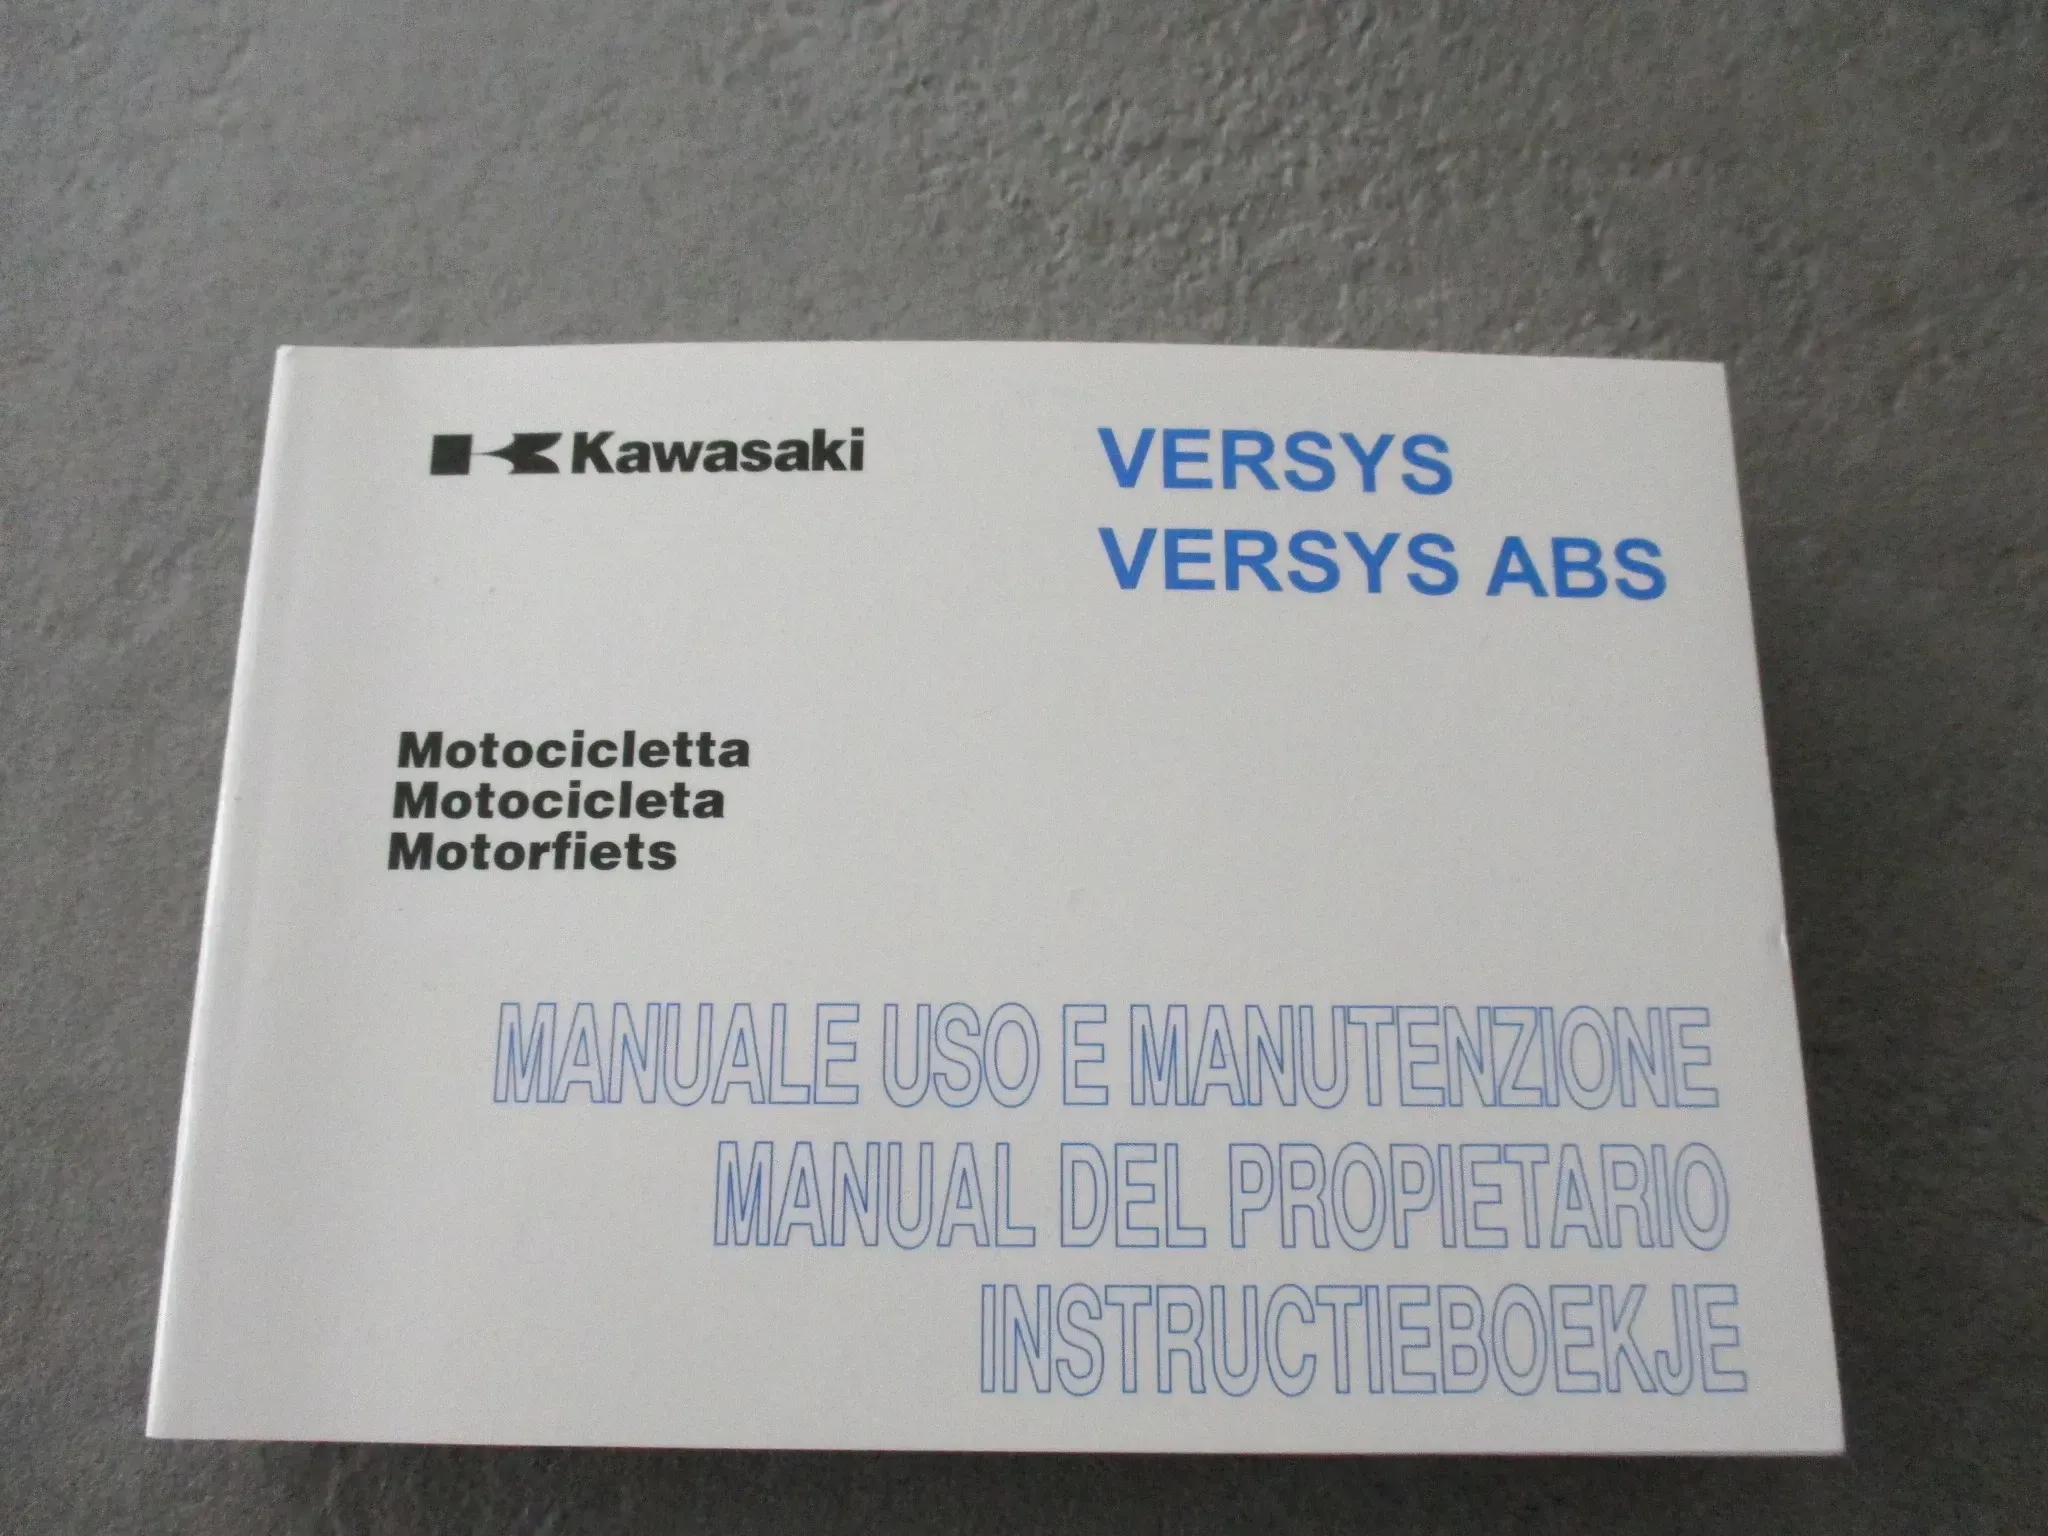 Kawasaki
VERSYS
VERSYS ABS
Motocicletta
Motocicleta
Motorfiets
MANUALE USO E MANUTENZIONE
MANUAL DEL PROPIETARIO
INSTRUCTIEBOEKJE